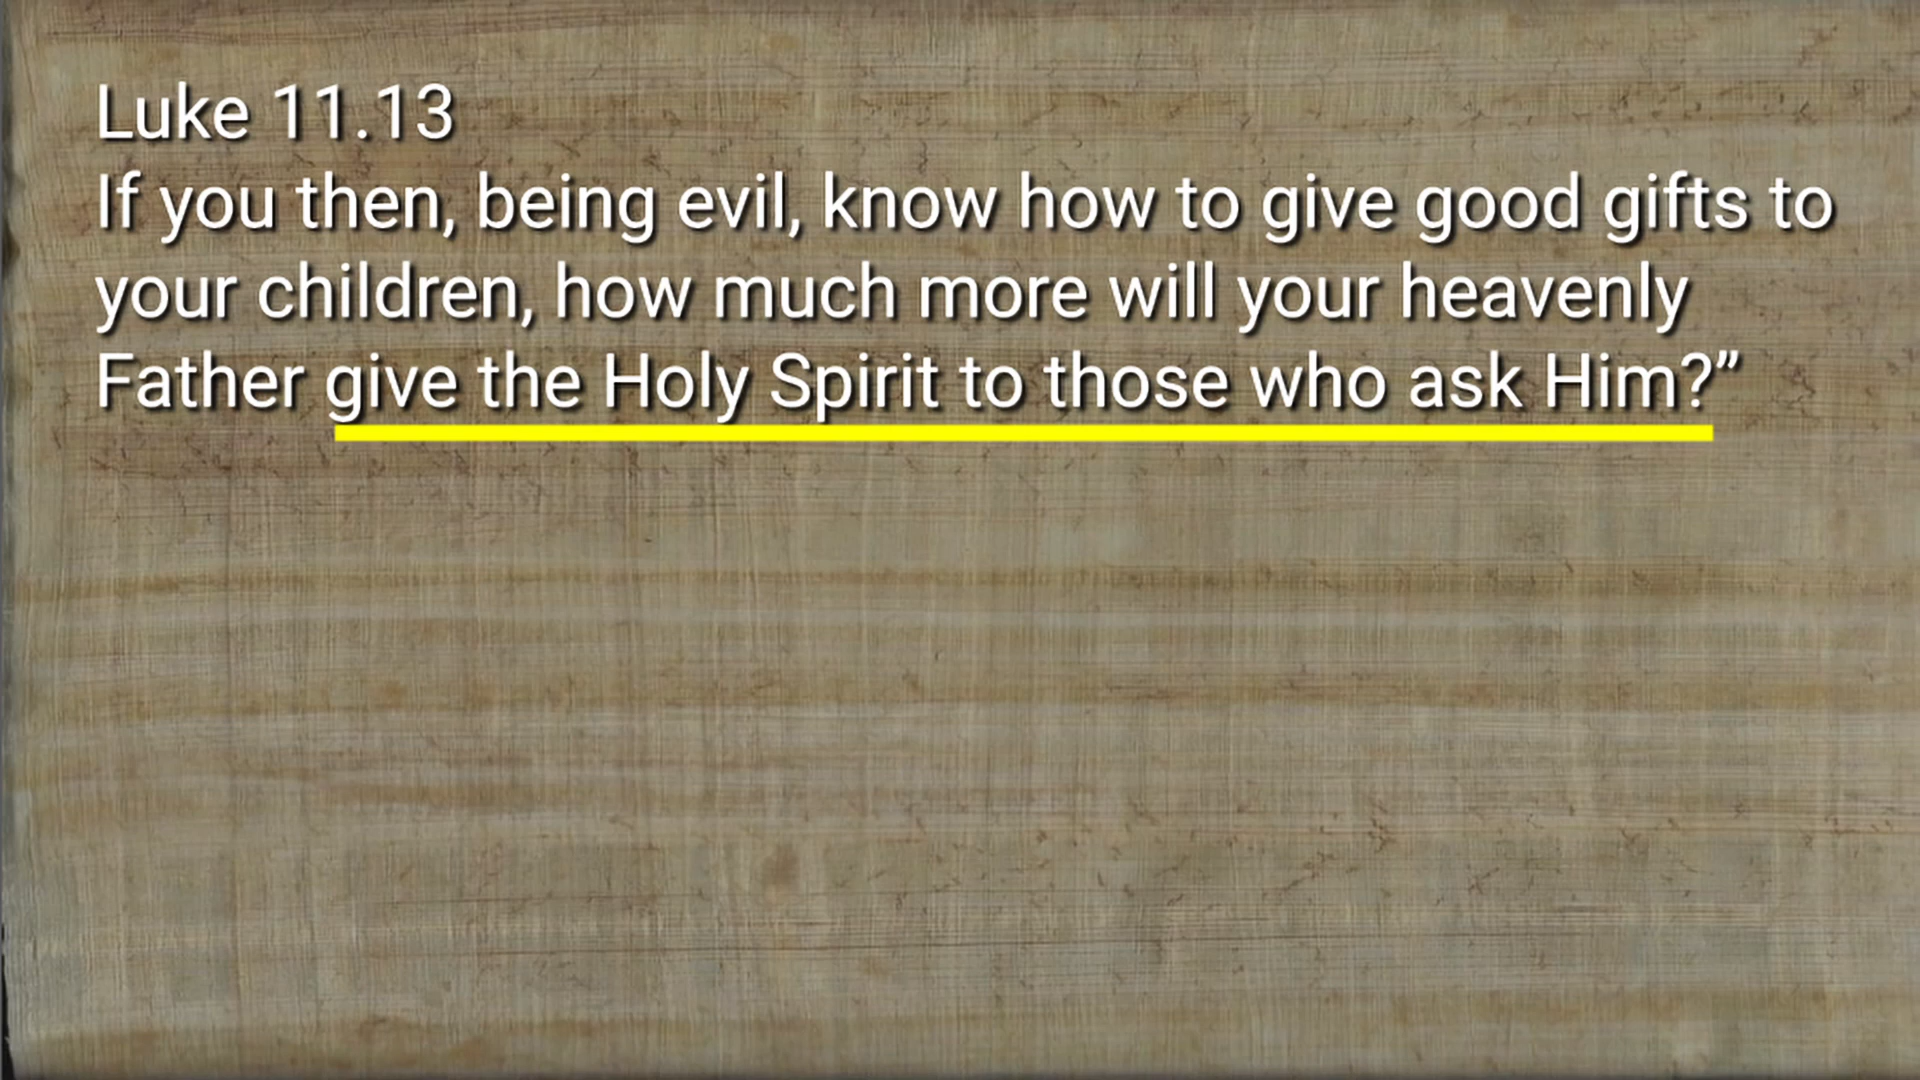 Luke 11.13
If you then, being evil, know how to give good gifts to
your children, how much more will your heavenly
Father give the Holy Spirit to those who ask Him?”